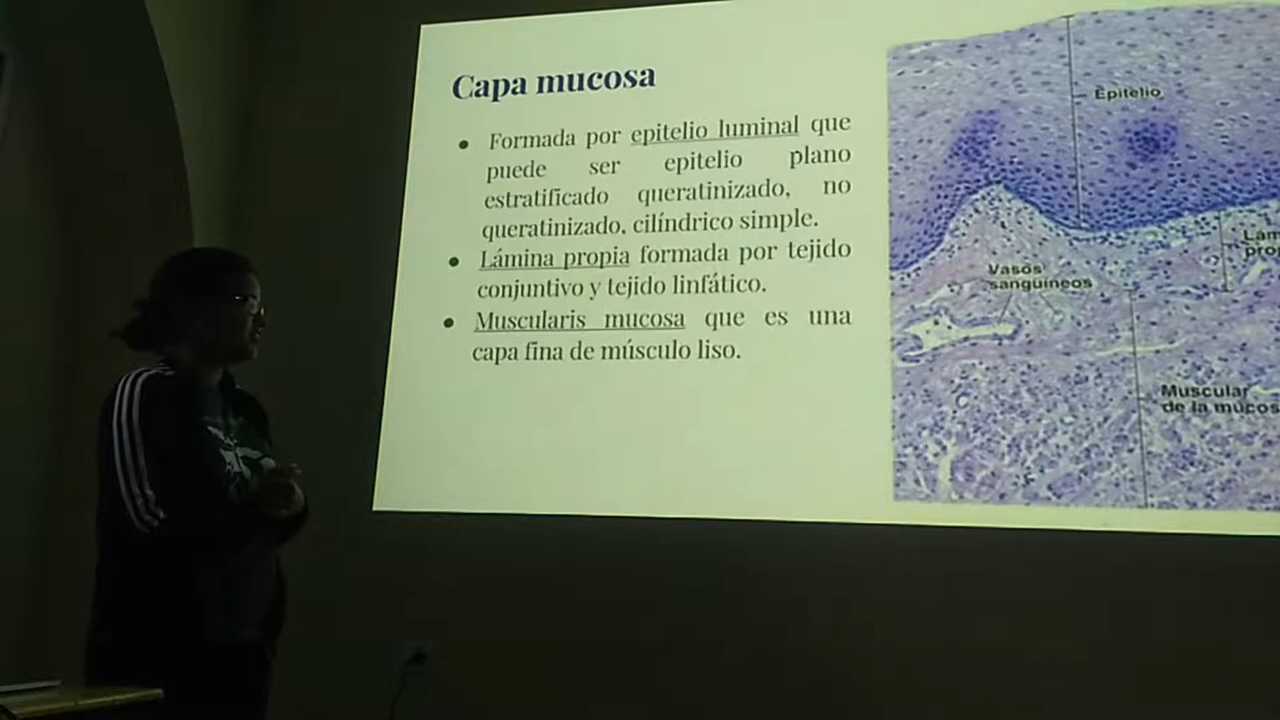 Capa mucosa
● Formada por epitelio luminal que
puede ser epitelio plano
estratificado queratinizado, no
queratinizado, cilíndrico simple.
● Lámina propia formada por tejido
conjuntivo y tejido linfático.
● Muscularis mucosa que es una
capa fina de músculo liso.
Epitelio
Lám
prop
Vasos
sanguíneos
Muscular
de la mucos